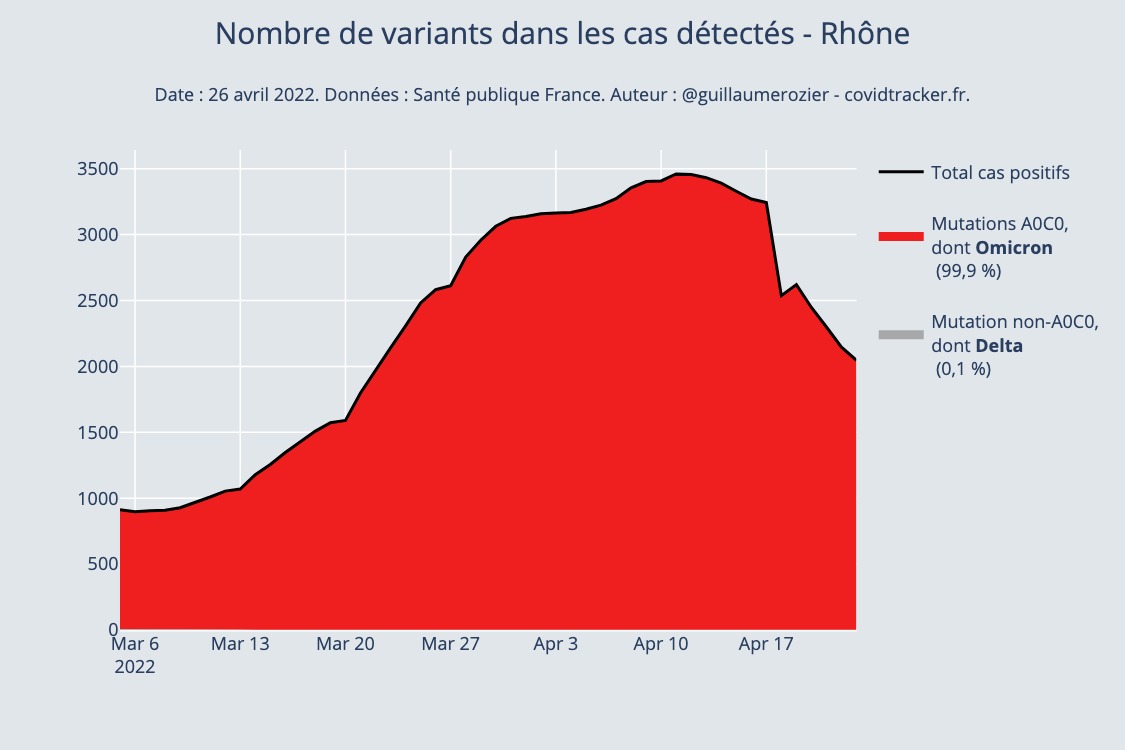 Nombre de variants dans les cas détectés - Rhône
Date : 26 avril 2022. Données : Santé publique France. Auteur : @guillaumerozier - covidtracker.fr.
3500
3000
2500
2000
1500
1000
500
0
Mar 6
2022
Mar 13
Mar 20
Mar 27
Apr 3
Apr 10
Apr 17
Total cas positifs
Mutations A0C0,
dont Omicron
(99,9 %)
Mutation non-A0C0,
dont Delta
(0,1 %)